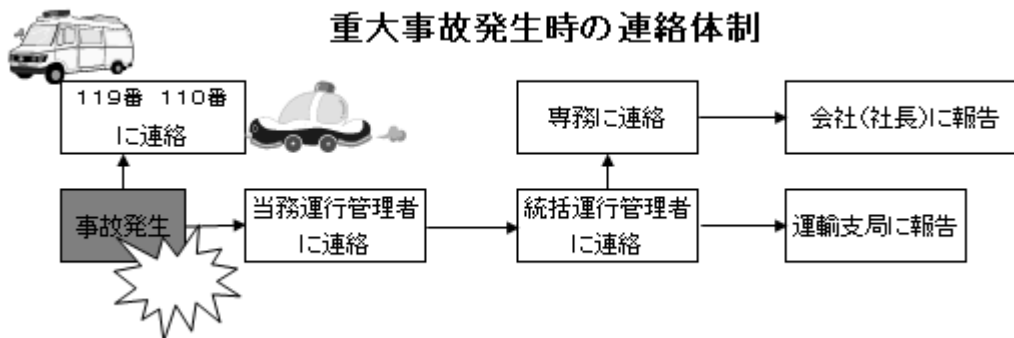 重大事故発生時の連絡体制
119番 110番
に連絡
専務に連絡
会社(社長)に報告
事故発生
当務運行管理者
に連絡
統括運行管理者
に連絡
運輸支局に報告